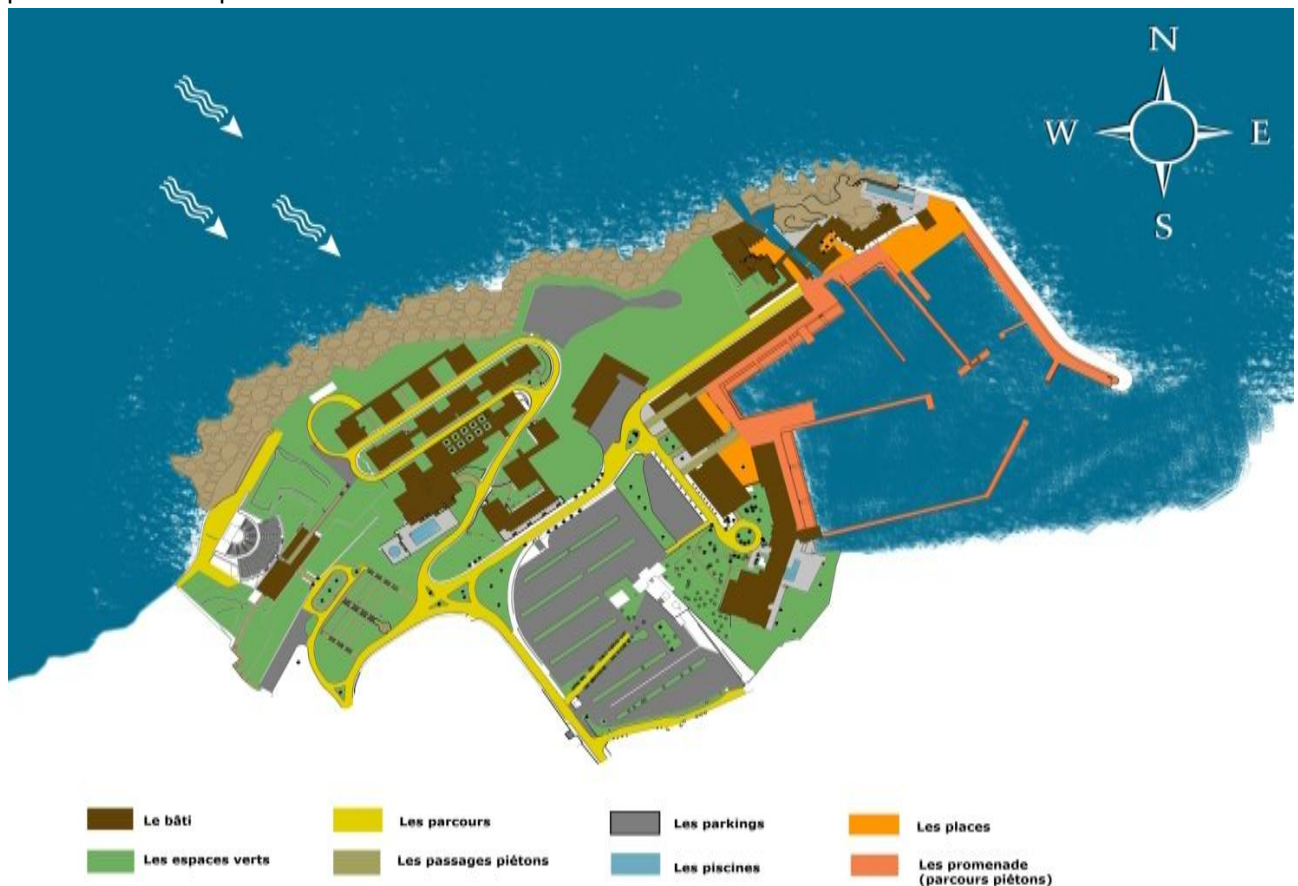 N
W E
S
Le bâti
Les parcours
Les parkings
Les places
Les espaces verts
Les passages piétons
Les piscines
Les promenade
(parcours piétons)